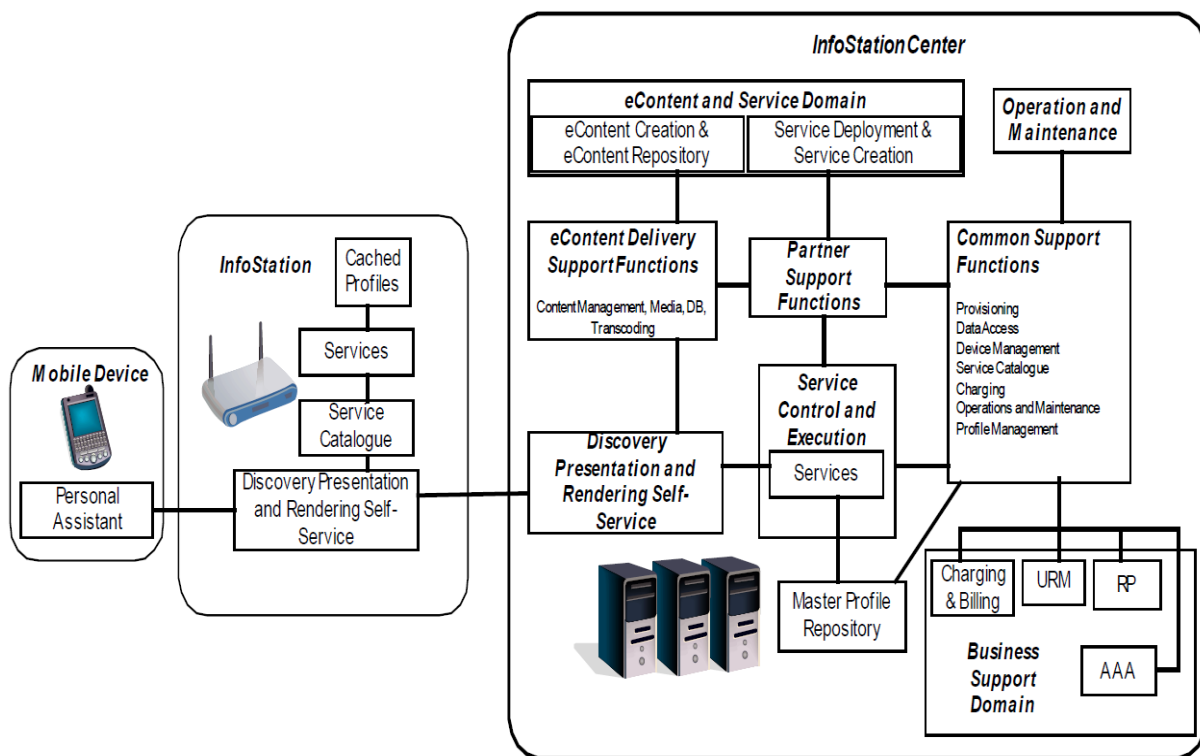 InfoStation Center
eContent and Service Domain
eContent Creation &
eContent Repository
Service Deployment &
Service Creation
Operation and
Maintenance
eContent Delivery
Support Functions
Content Management, Media, DB,
Transcoding
Partner
Support
Functions
Common Support
Functions
Provisioning
Data Access
Device Management
Service Catalogue
Charging
Operations and Maintenance
Profile Management
InfoStation
Cached
Profiles
Services
Service
Catalogue
Discovery Presentation
and Rendering Self-
Service
Mobile Device
Personal
Assistant
Discovery
Presentation and
Rendering Self-
Service
Service
Control and
Execution
Services
Master Profile
Repository
Charging
& Billing
URM
RP
AAA
Business
Support
Domain